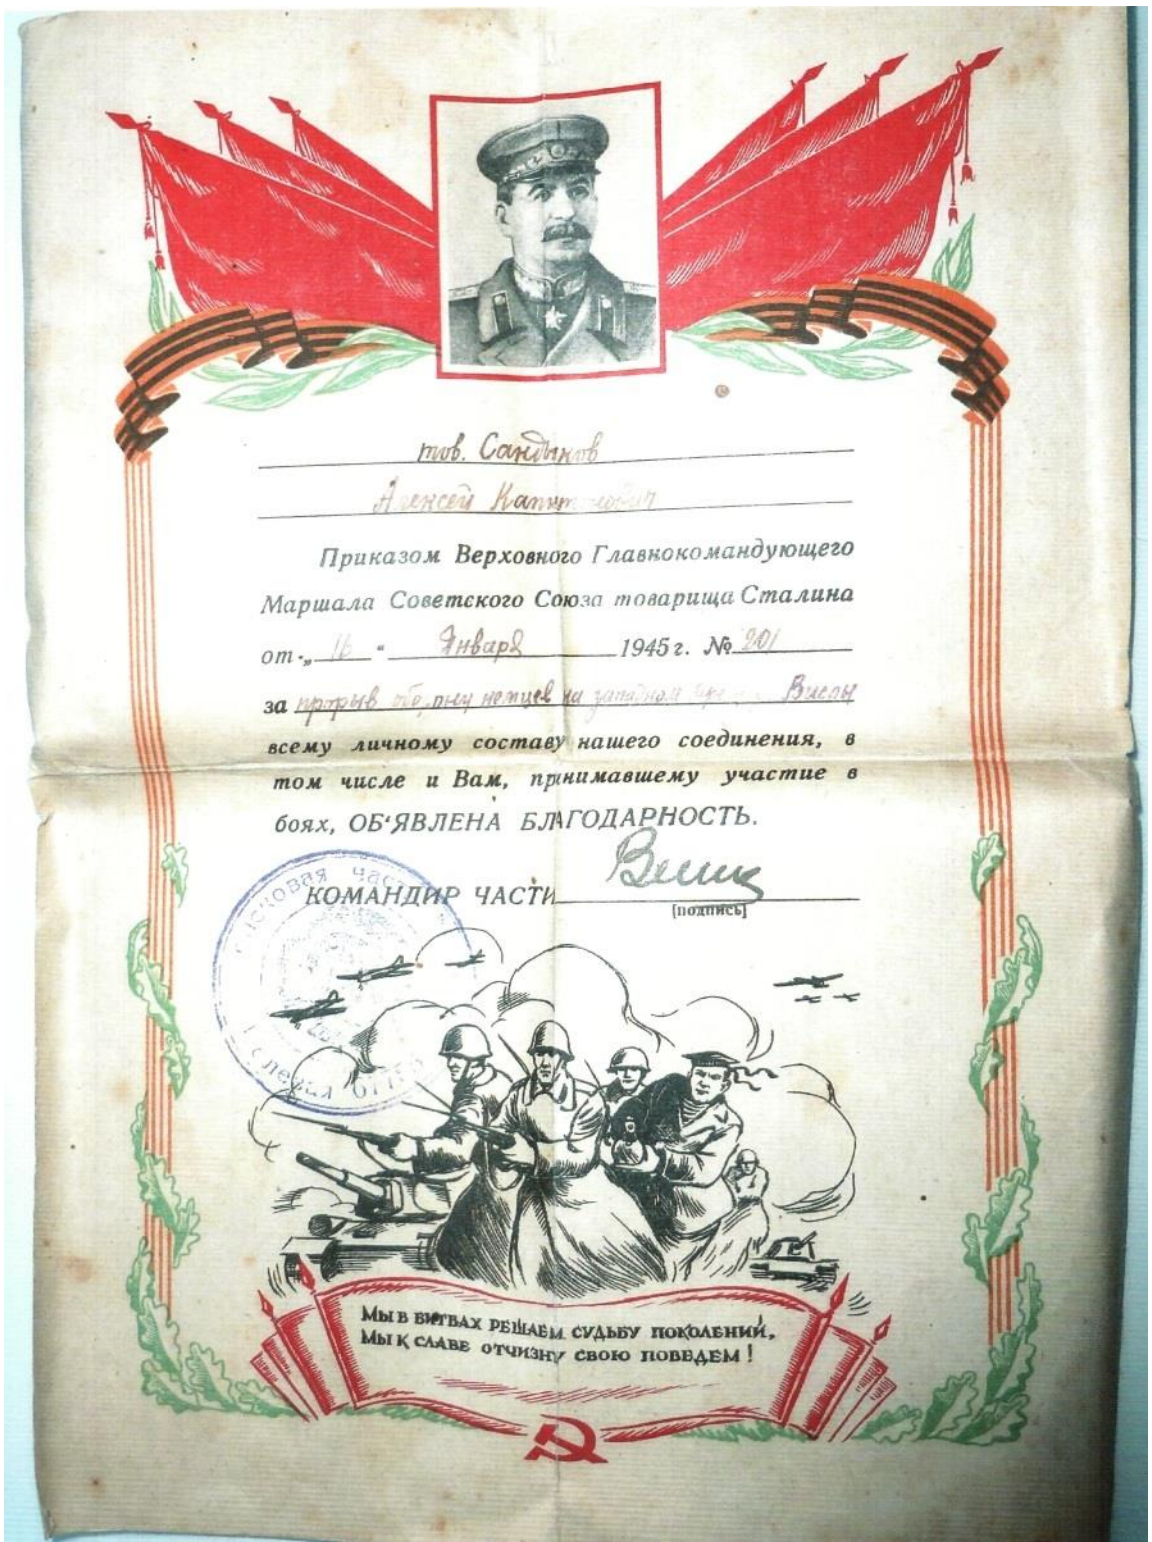 тов. Сандыков
Алексей
Приказом Верховного Главнокомандующего
Маршала Советского Союза товарища Сталина
от „16“ Января 1945 г. № 201
за прорыв обороны немцев на западном Вислы
всему личному составу нашего соединения, в
том числе и Вам, принимавшему участие в
боях, ОБ'ЯВЛЕНА БЛАГОДАРНОСТЬ.
КОМАНДИР ЧАСТИ
[подпись]
Мы в битвах решаем судьбу поколений,
Мы к славе отчизну свою поведем!